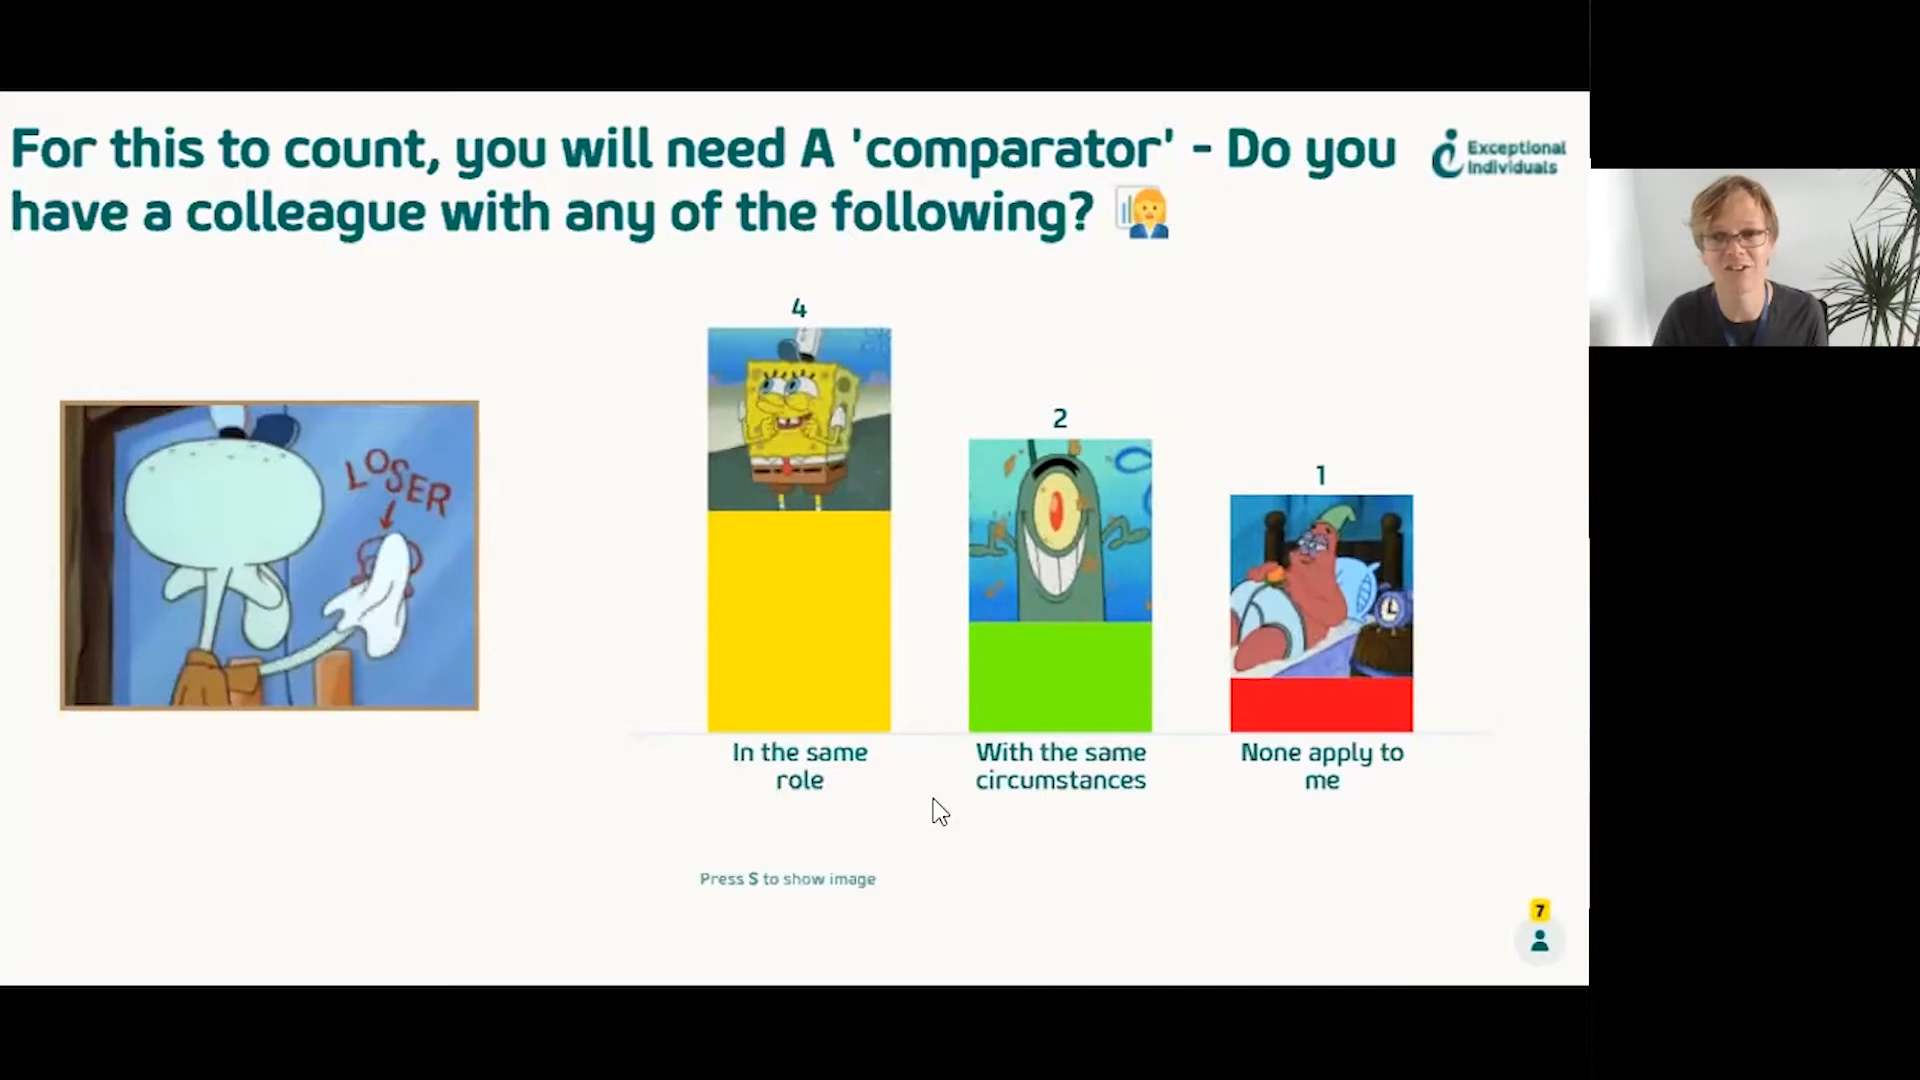 For this to count, you will need A 'comparator' - Do you
have a colleague with any of the following?
Exceptional
Individuals
LOSER
4
2
1
In the same
role
With the same
circumstances
None apply to
me
Press S to show image
7